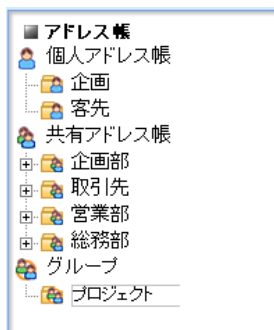 ■ アドレス帳
個人アドレス帳
企画
客先
共有アドレス帳
企画部
取引先
営業部
総務部
グループ
プロジェクト